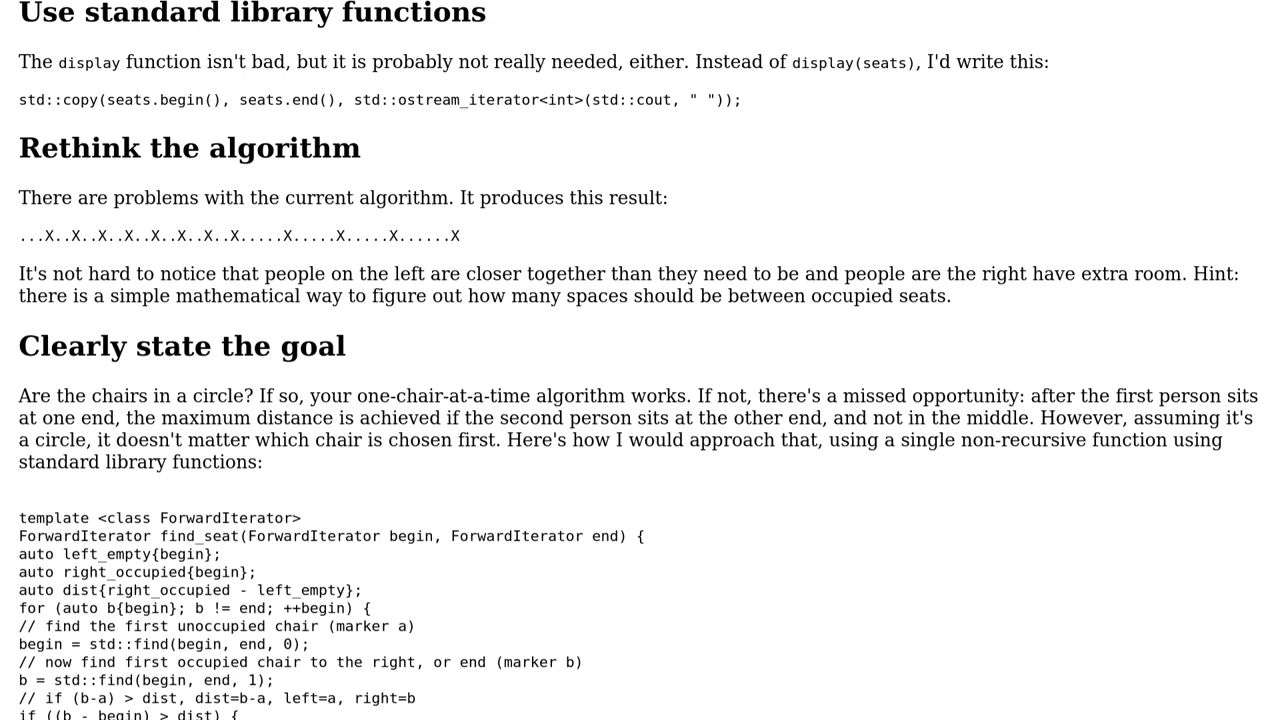 Use standard library functions
The display function isn't bad, but it is probably not really needed, either. Instead of display(seats), I'd write this:
std::copy(seats.begin(), seats.end(), std::ostream_iterator<int>(std::cout, " "));
Rethink the algorithm
There are problems with the current algorithm. It produces this result:
...X..X..X..X..X..X..X..X.....X.....X.....X......X
It's not hard to notice that people on the left are closer together than they need to be and people are the right have extra room. Hint:
there is a simple mathematical way to figure out how many spaces should be between occupied seats.
Clearly state the goal
Are the chairs in a circle? If so, your one-chair-at-a-time algorithm works. If not, there's a missed opportunity: after the first person sits
at one end, the maximum distance is achieved if the second person sits at the other end, and not in the middle. However, assuming it's
a circle, it doesn't matter which chair is chosen first. Here's how I would approach that, using a single non-recursive function using
standard library functions:
template <class ForwardIterator>
ForwardIterator find_seat(ForwardIterator begin, ForwardIterator end) {
auto left_empty{begin};
auto right_occupied{begin};
auto dist{right_occupied - left_empty};
for (auto b{begin}; b != end; ++begin) {
// find the first unoccupied chair (marker a)
begin = std::find(begin, end, 0);
// now find first occupied chair to the right, or end (marker b)
b = std::find(begin, end, 1);
// if (b-a) > dist, dist=b-a, left=a, right=b
if ((b - begin) > dist) {